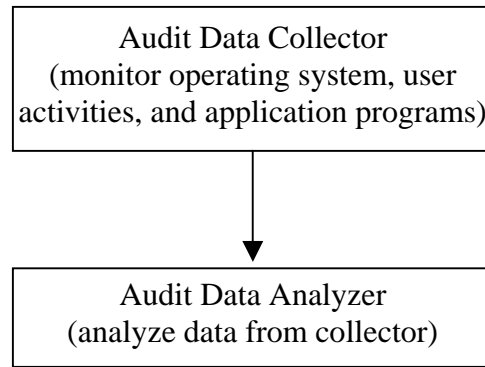 Audit Data Collector
(monitor operating system, user
activities, and application programs)
Audit Data Analyzer
(analyze data from collector)